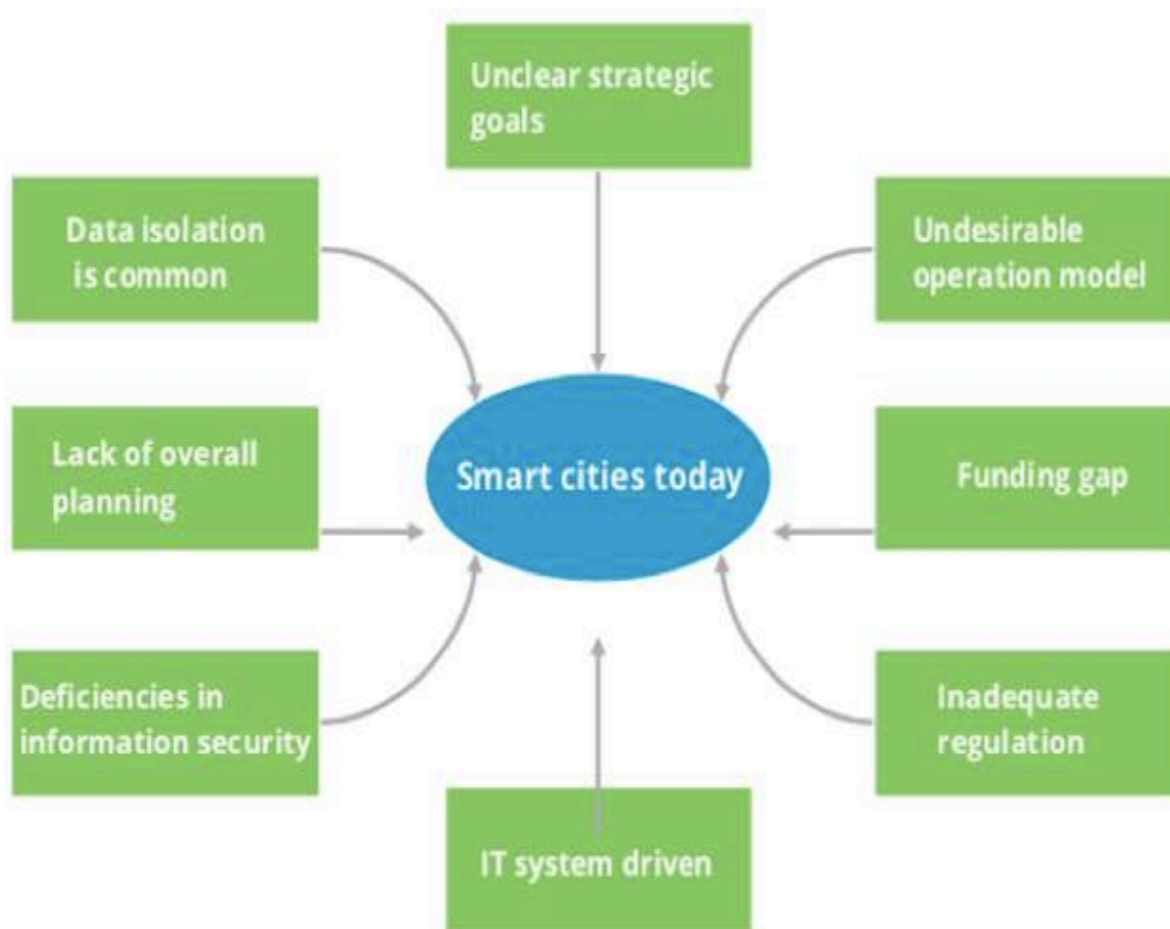 Unclear strategic
goals
Data isolation
is common
Undesirable
operation model
Lack of overall
planning
Smart cities today
Funding gap
Deficiencies in
information security
Inadequate
regulation
IT system driven